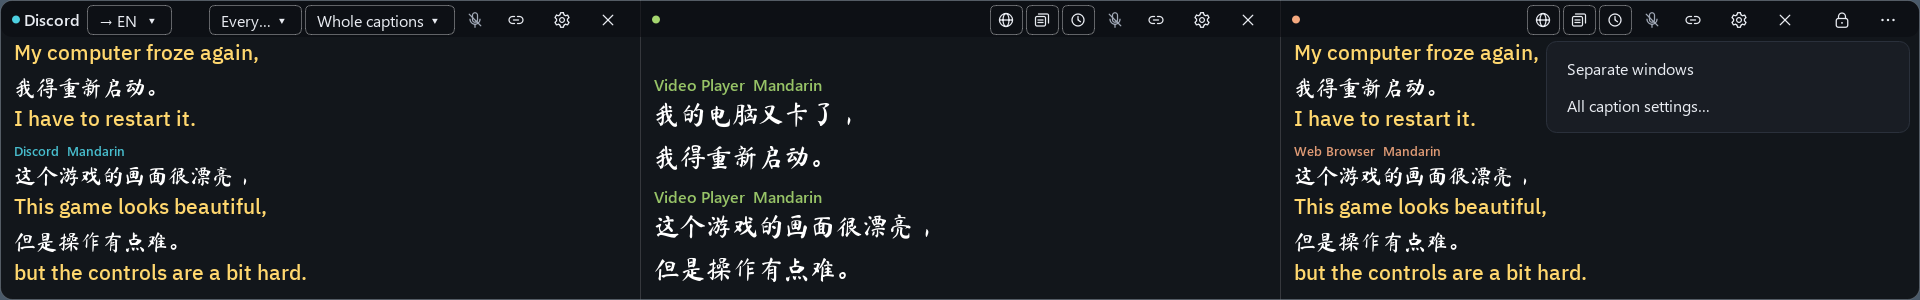 Discord → EN Every... Whole captions
My computer froze again,
我得重新启动。
I have to restart it.
Discord Mandarin
这个游戏的画面很漂亮，
This game looks beautiful,
但是操作有点难。
but the controls are a bit hard.
Video Player Mandarin
我的电脑又卡了，
我得重新启动。
Video Player Mandarin
这个游戏的画面很漂亮，
但是操作有点难。
My computer froze again,
我得重新启动。
I have to restart it.
Web Browser Mandarin
这个游戏的画面很漂亮，
This game looks beautiful,
但是操作有点难。
but the controls are a bit hard.
Separate windows
All caption settings...